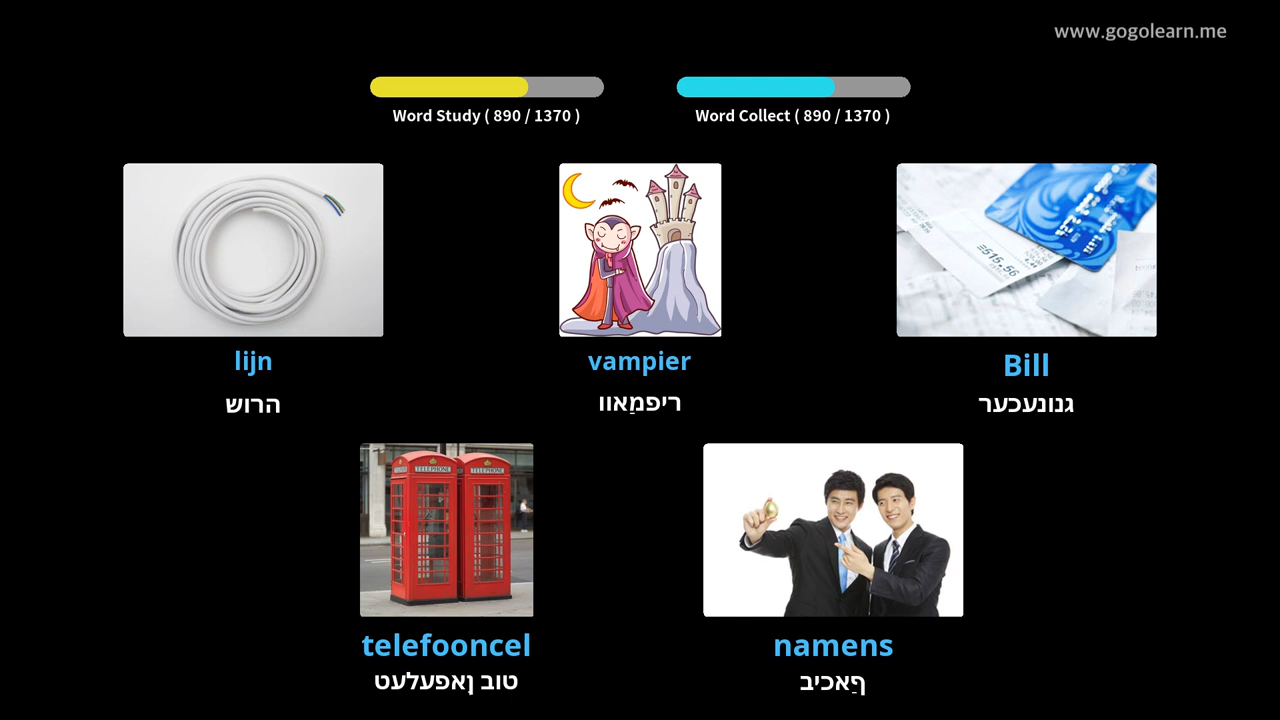 www.gogolearn.me
Word Study ( 890 / 1370 )
Word Collect ( 890 / 1370 )
lijn
הרוש
vampier
ריפמַאוו
Bill
גנונעכער
telefooncel
טוב ןאפעלעט
namens
ףַאכיב